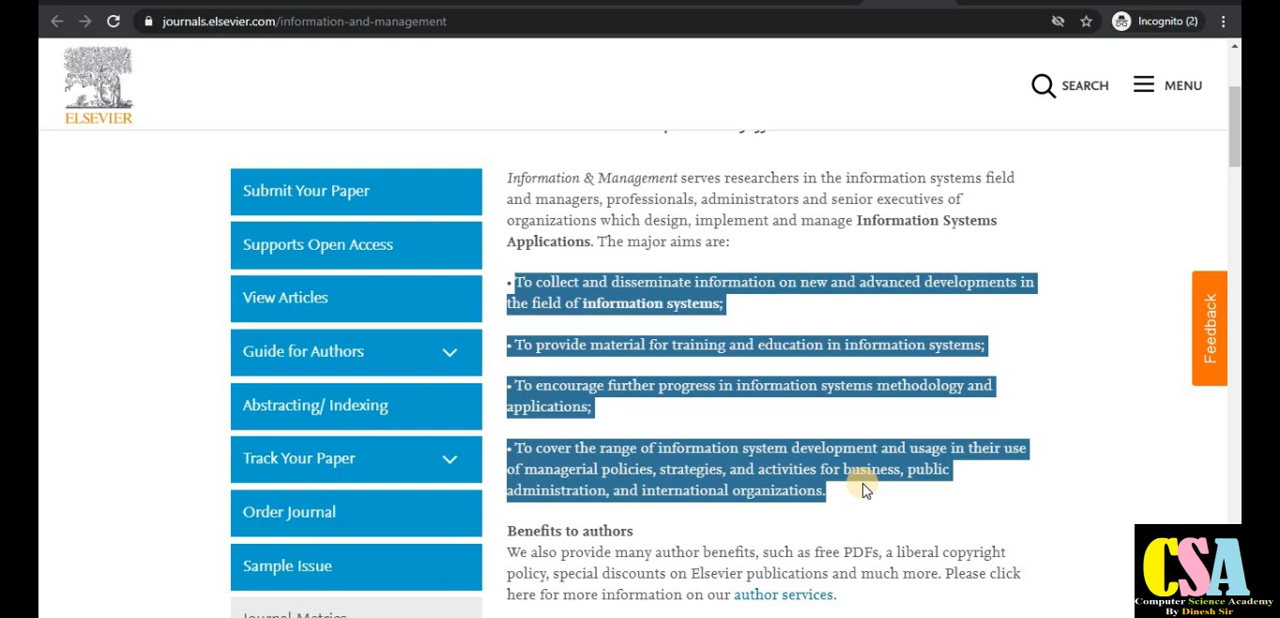 journals.elsevier.com/information-and-management
Incognito (2)
ELSEVIER
SEARCH
MENU
Submit Your Paper
Supports Open Access
View Articles
Guide for Authors
Abstracting/ Indexing
Track Your Paper
Order Journal
Sample Issue
Journal Metrics
Information & Management serves researchers in the information systems field
and managers, professionals, administrators and senior executives of
organizations which design, implement and manage Information Systems
Applications. The major aims are:
• To collect and disseminate information on new and advanced developments in
the field of information systems;
• To provide material for training and education in information systems;
• To encourage further progress in information systems methodology and
applications;
• To cover the range of information system development and usage in their use
of managerial policies, strategies, and activities for business, public
administration, and international organizations.
Benefits to authors
We also provide many author benefits, such as free PDFs, a liberal copyright
policy, special discounts on Elsevier publications and much more. Please click
here for more information on our author services.
Feedback
CSA
Computer Science Academy
By Dinesh Sir